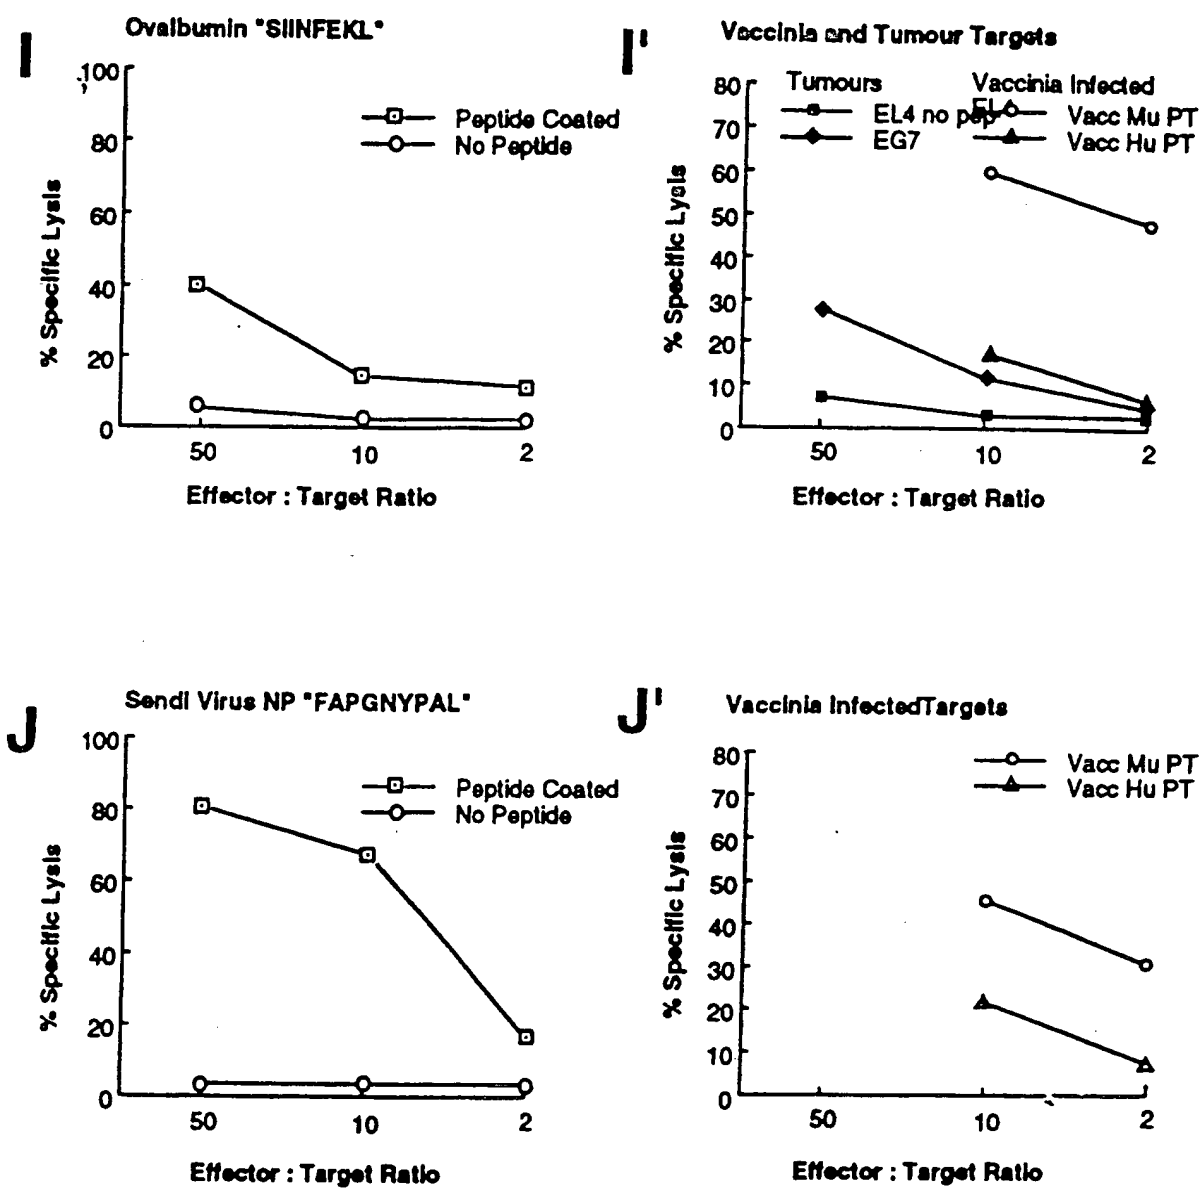 I
Ovalbumin "SIINFEKL"
100
80
60
40
20
0
% Specific Lysis
Peptide Coated
No Peptide
50
10
2
Effector : Target Ratio
I'
Vaccinia and Tumour Targets
80
70
60
50
40
30
20
10
0
% Specific Lysis
Tumours
EL4 no pep
EG7
Vaccinia Infected
Vacc Mu PT
Vacc Hu PT
50
10
2
Effector : Target Ratio
J
Sendi Virus NP "FAPGNYPAL"
100
80
60
40
20
0
% Specific Lysis
Peptide Coated
No Peptide
50
10
2
Effector : Target Ratio
J'
Vaccinia InfectedTargets
80
70
60
50
40
30
20
10
0
% Specific Lysis
Vacc Mu PT
Vacc Hu PT
50
10
2
Effector : Target Ratio